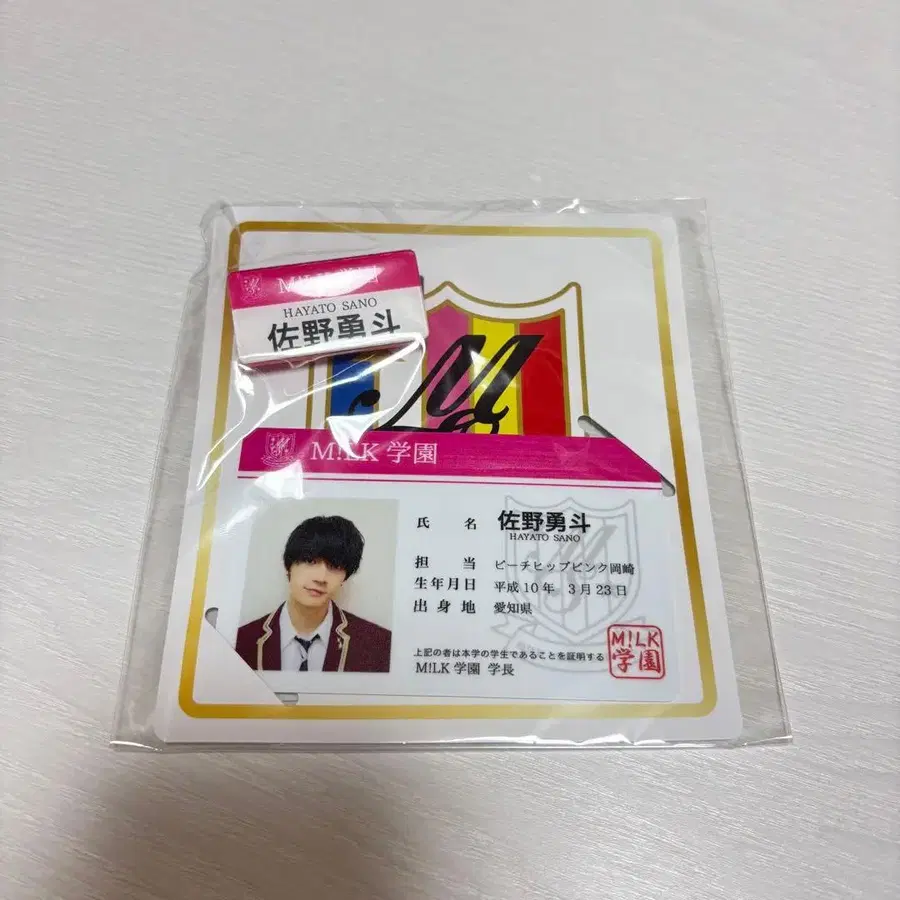 M!LK 学園
HAYATO SANO
佐野勇斗
M!LK 学園
氏 名 佐野勇斗
HAYATO SANO
担 当 ピーチヒップピンク岡崎
生年月日 平成10年 3月23日
出身地 愛知県
上記の者は本学の学生であることを証明する
M!LK 学園 学長
M!LK
学園